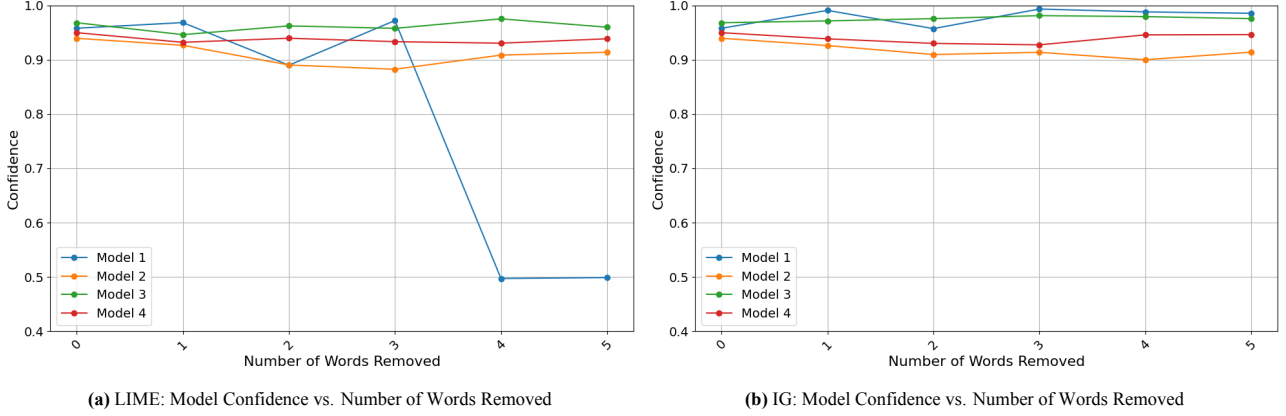 1.0
0.9
0.8
0.7
0.6
0.5
0.4
Confidence
Model 1
Model 2
Model 3
Model 4
0 1 2 3 4 5
Number of Words Removed
(a) LIME: Model Confidence vs. Number of Words Removed
1.0
0.9
0.8
0.7
0.6
0.5
0.4
Confidence
Model 1
Model 2
Model 3
Model 4
0 1 2 3 4 5
Number of Words Removed
(b) IG: Model Confidence vs. Number of Words Removed